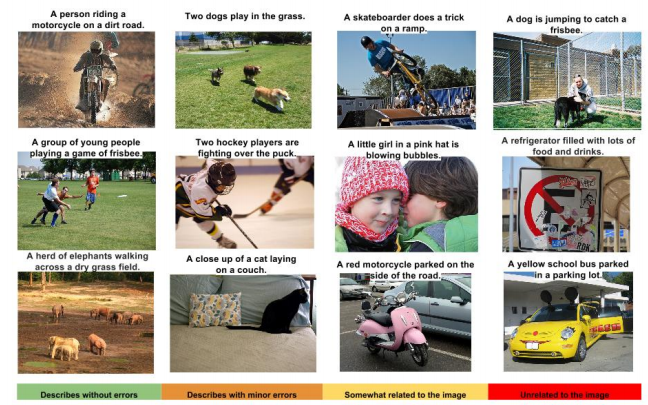 A person riding a
motorcycle on a dirt road.
Two dogs play in the grass.
A skateboarder does a trick
on a ramp.
A dog is jumping to catch a
frisbee.
A group of young people
playing a game of frisbee.
Two hockey players are
fighting over the puck.
A little girl in a pink hat is
blowing bubbles.
A refrigerator filled with lots of
food and drinks.
A herd of elephants walking
across a dry grass field.
A close up of a cat laying
on a couch.
A red motorcycle parked on the
side of the road.
A yellow school bus parked
in a parking lot.
Describes without errors
Describes with minor errors
Somewhat related to the image
Unrelated to the image